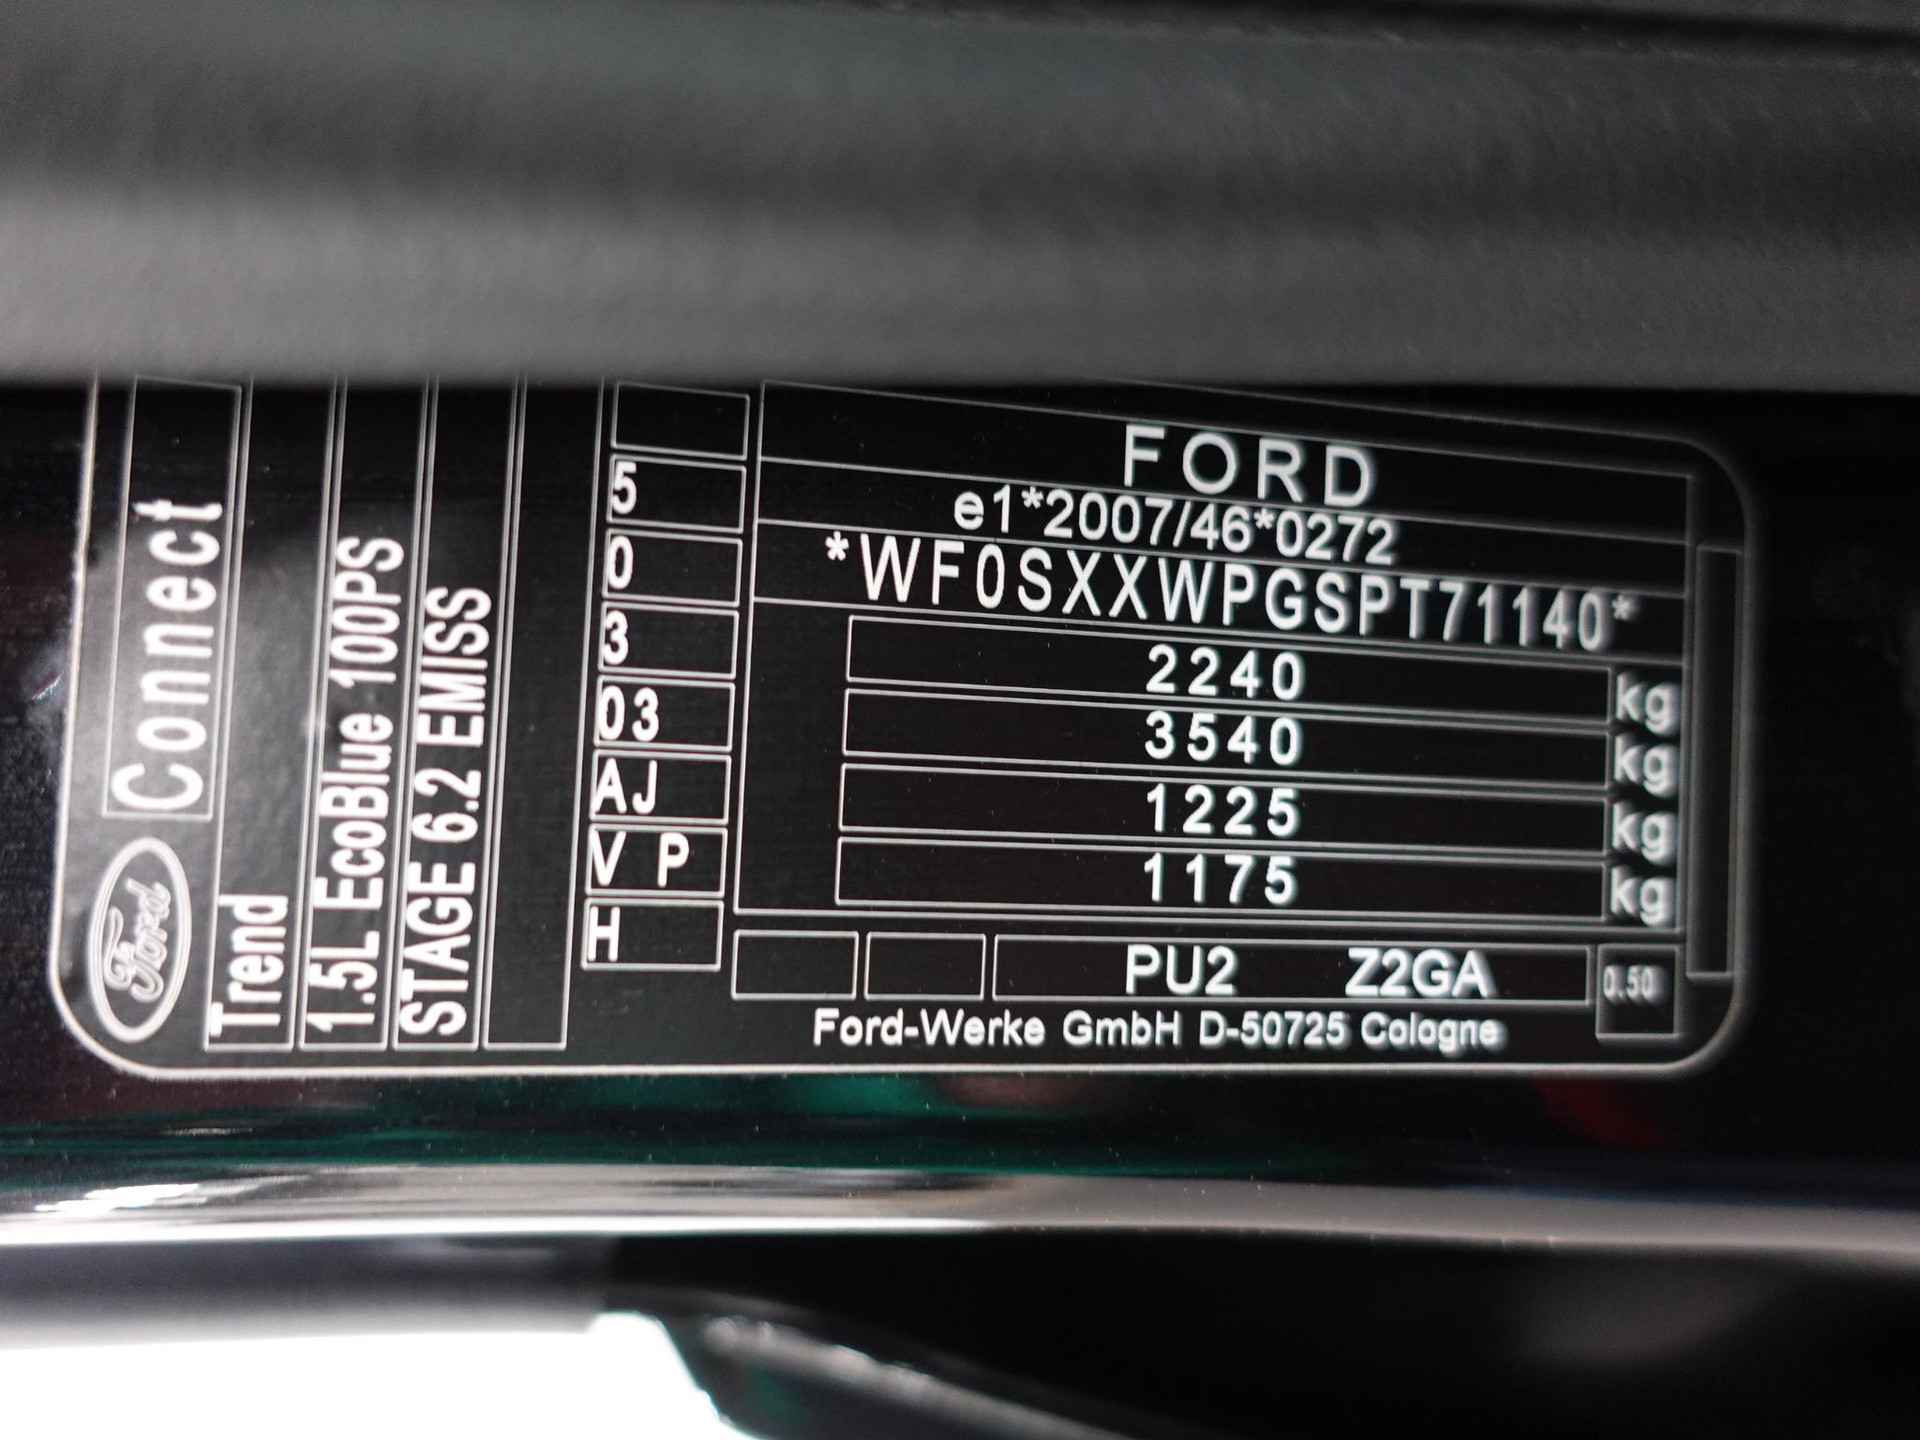 Ford
Connect
Trend
1.5L EcoBlue 100PS
STAGE 6.2 EMISS
5
0
3
03
AJ
V P
H
FORD
e1*2007/46*0272
*WF0SXXWPGSPT71140*
2240 kg
3540 kg
1225 kg
1175 kg
PU2 Z2GA
0.50
Ford-Werke GmbH D-50725 Cologne